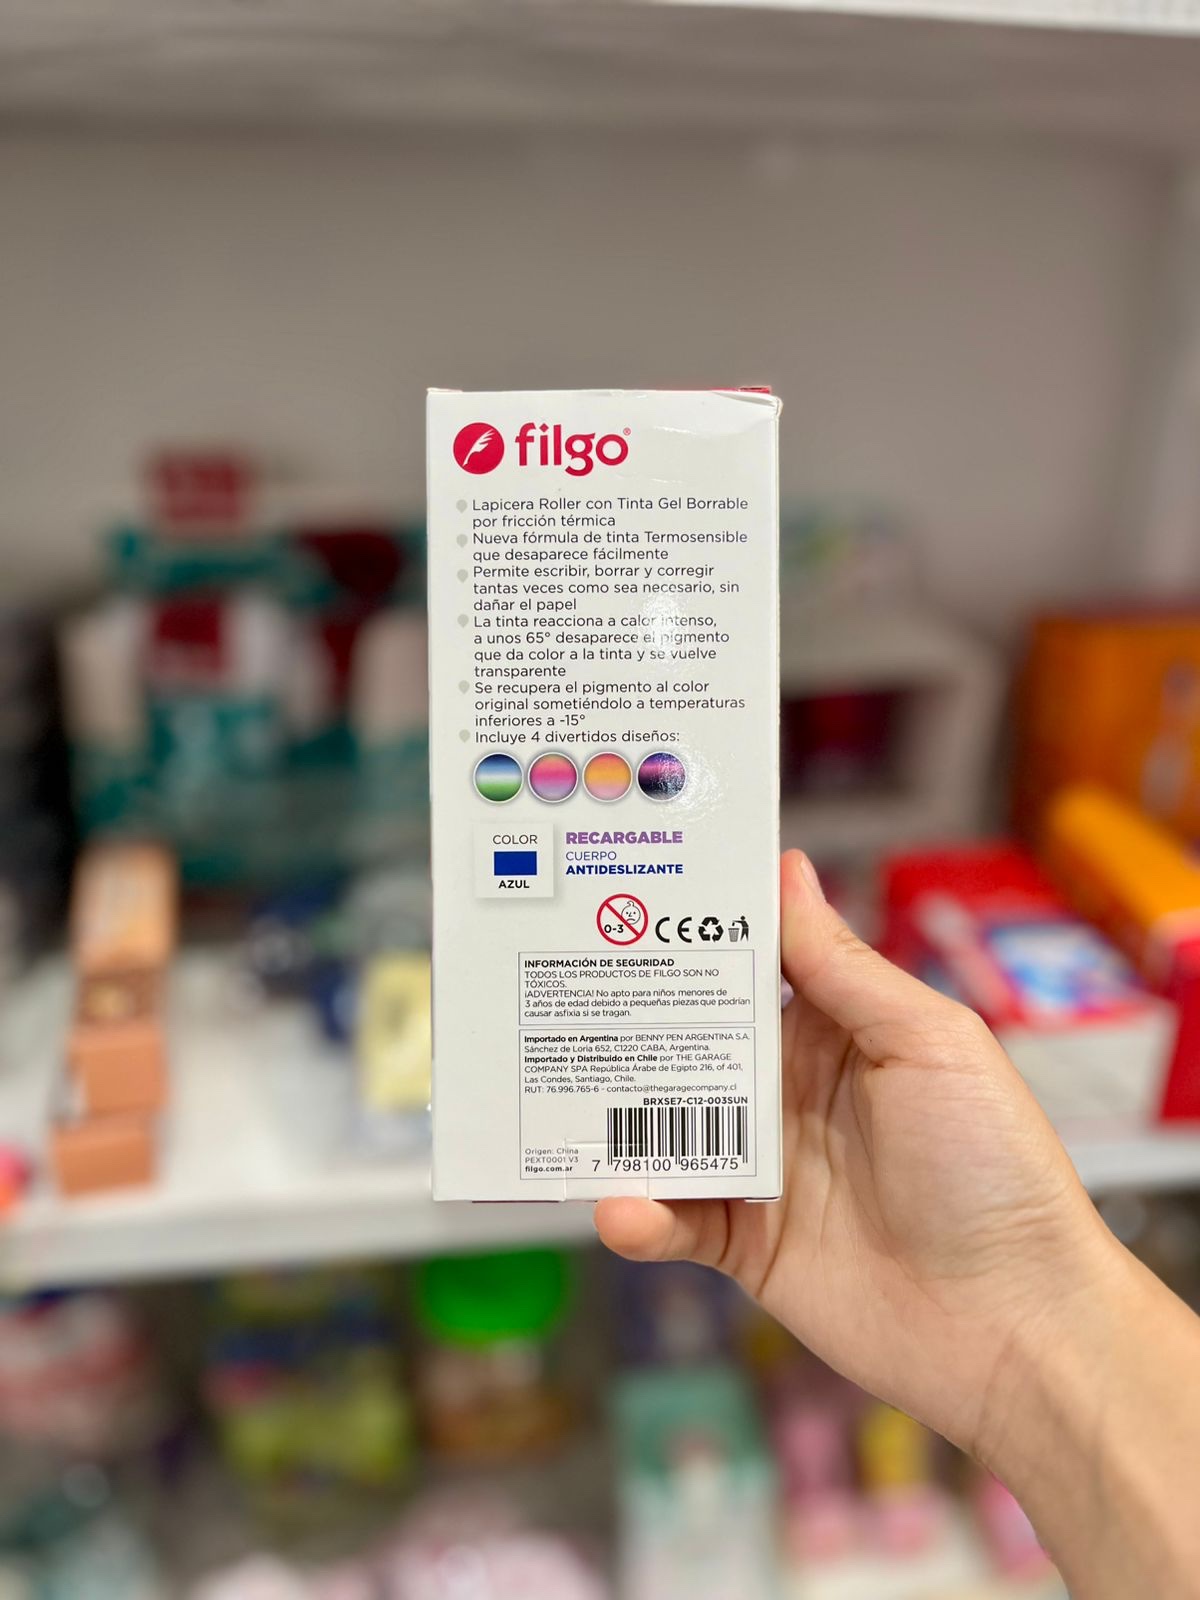 filgo®
Lapicera Roller con Tinta Gel Borrable
por fricción térmica
Nueva fórmula de tinta Termosensible
que desaparece fácilmente
Permite escribir, borrar y corregir
tantas veces como sea necesario, sin
dañar el papel
La tinta reacciona a calor intenso,
a unos 65° desaparece el pigmento
que da color a la tinta y se vuelve
transparente
Se recupera el pigmento al color
original sometiéndolo a temperaturas
inferiores a -15°
Incluye 4 divertidos diseños:
COLOR
AZUL
RECARGABLE
CUERPO
ANTIDESLIZANTE
0-3
CE
INFORMACIÓN DE SEGURIDAD
TODOS LOS PRODUCTOS DE FILGO SON NO
TÓXICOS.
¡ADVERTENCIA! No apto para niños menores de
3 años de edad debido a pequeñas piezas que podrían
causar asfixia si se tragan.
Importado en Argentina por BENNY PEN ARGENTINA S.A.
Sánchez de Loria 652, C1220 CABA, Argentina.
Importado y Distribuido en Chile por THE GARAGE
COMPANY SPA República Árabe de Egipto 216, of 401,
Las Condes, Santiago, Chile.
RUT: 76.996.765-6 - contacto@thegaragecompany.cl
BRXSE7-C12-003SUN
Origen: China
PEXT0001 V3
filgo.com.ar
7 798100 965475